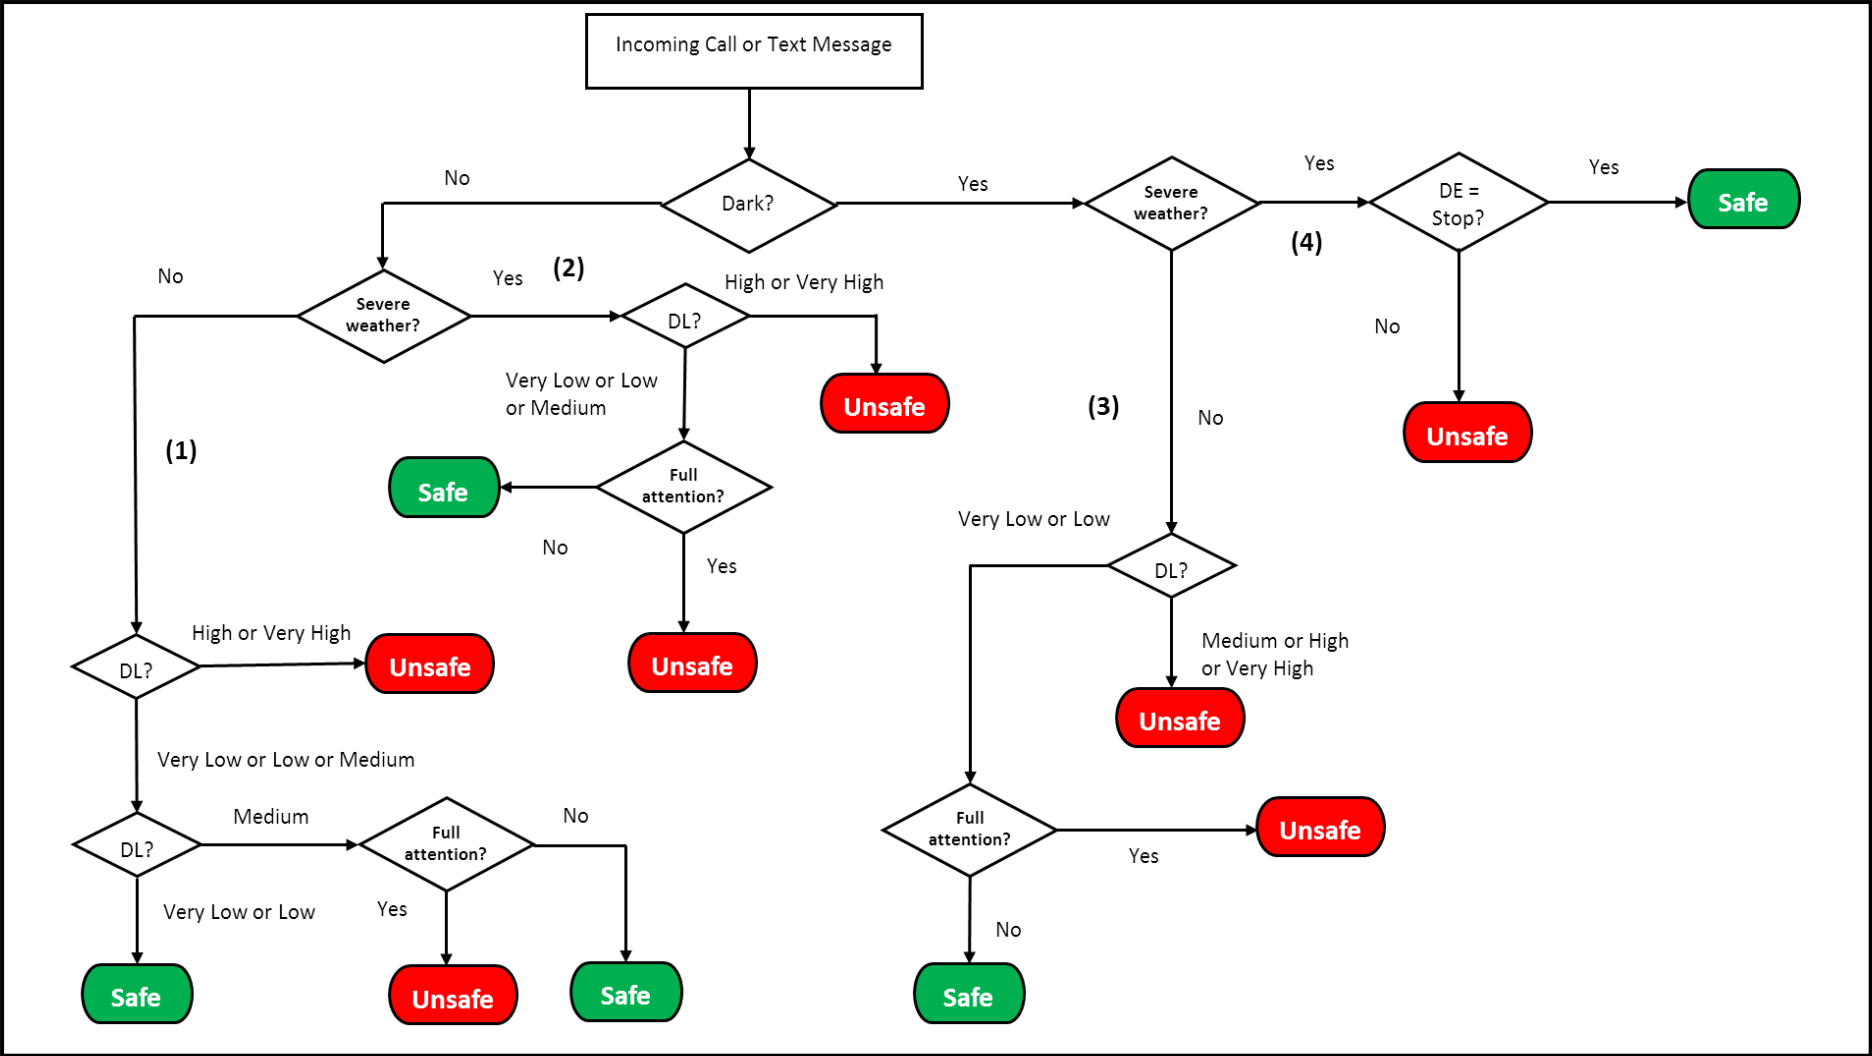 Incoming Call or Text Message
Dark?
No
Yes
Severe
weather?
Yes
(4)
DE =
Stop?
Yes
Safe
No
Unsafe
No
Severe
weather?
Yes
(2)
DL?
High or Very High
Unsafe
Very Low or Low
or Medium
Full
attention?
Safe
No
Yes
Unsafe
(1)
DL?
High or Very High
Unsafe
Very Low or Low or Medium
DL?
Medium
Full
attention?
No
Very Low or Low
Yes
Safe
Unsafe
Safe
(3)
No
Very Low or Low
DL?
Medium or High
or Very High
Unsafe
Full
attention?
Yes
Unsafe
No
Safe